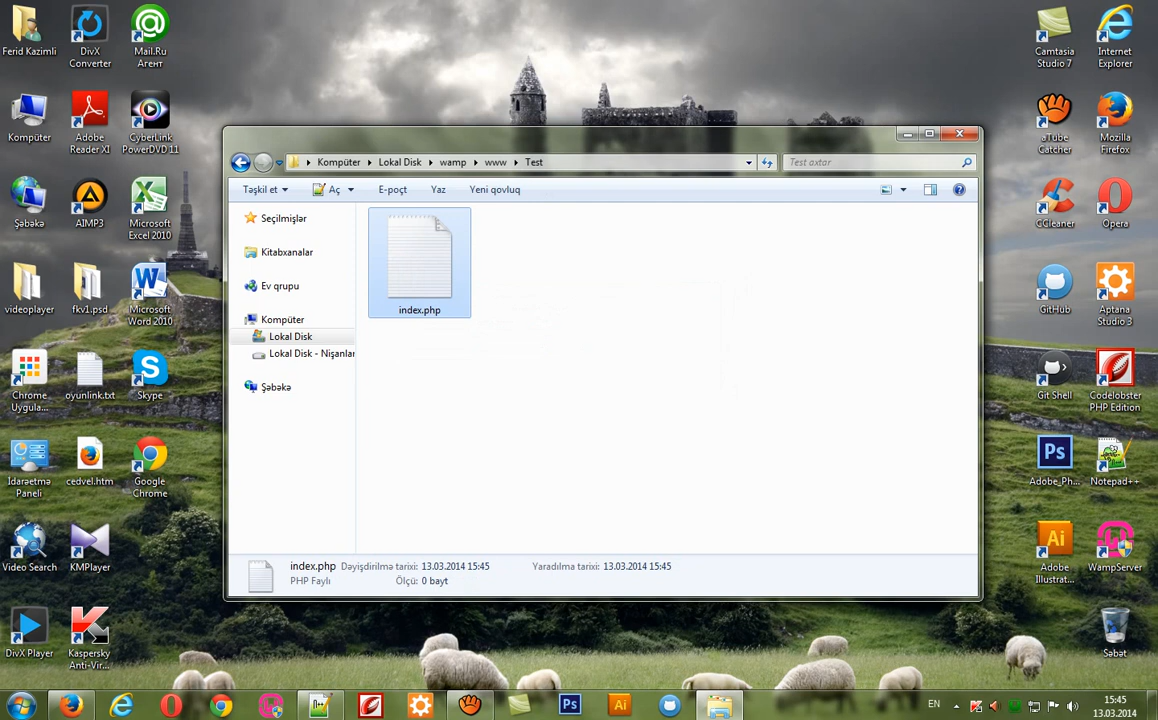 Ferid Kazimli
DivX
Converter
Mail.Ru
Агент
Kompüter
Adobe
Reader XI
CyberLink
PowerDVD 11
Şəbəkə
AIMP3
Microsoft
Excel 2010
videoplayer
fkv1.psd
Microsoft
Word 2010
Chrome
Uygula...
oyunlink.txt
Skype
İdarəetmə
Paneli
cedvel.htm
Google
Chrome
Video Search
KMPlayer
DivX Player
Kaspersky
Anti-Vir...
Kompüter
Lokal Disk
wamp
www
Test
Test axtar
Təşkil et
Aç
E-poçt
Yaz
Yeni qovluq
Seçilmişlər
Kitabxanalar
Ev qrupu
Kompüter
Lokal Disk
Lokal Disk - Nişanlar
Şəbəkə
index.php
index.php Dəyişdirilmə tarixi: 13.03.2014 15:45 Yaradılma tarixi: 13.03.2014 15:45
PHP Faylı Ölçü: 0 bayt
Camtasia
Studio 7
Internet
Explorer
aTube
Catcher
Mozilla
Firefox
CCleaner
Opera
GitHub
Aptana
Studio 3
Git Shell
Codelobster
PHP Edition
Ps
Adobe_Ph...
Notepad++
Ai
Adobe
Illustrat...
WampServer
Səbət
Ps
Ai
EN
15:45
13.03.2014